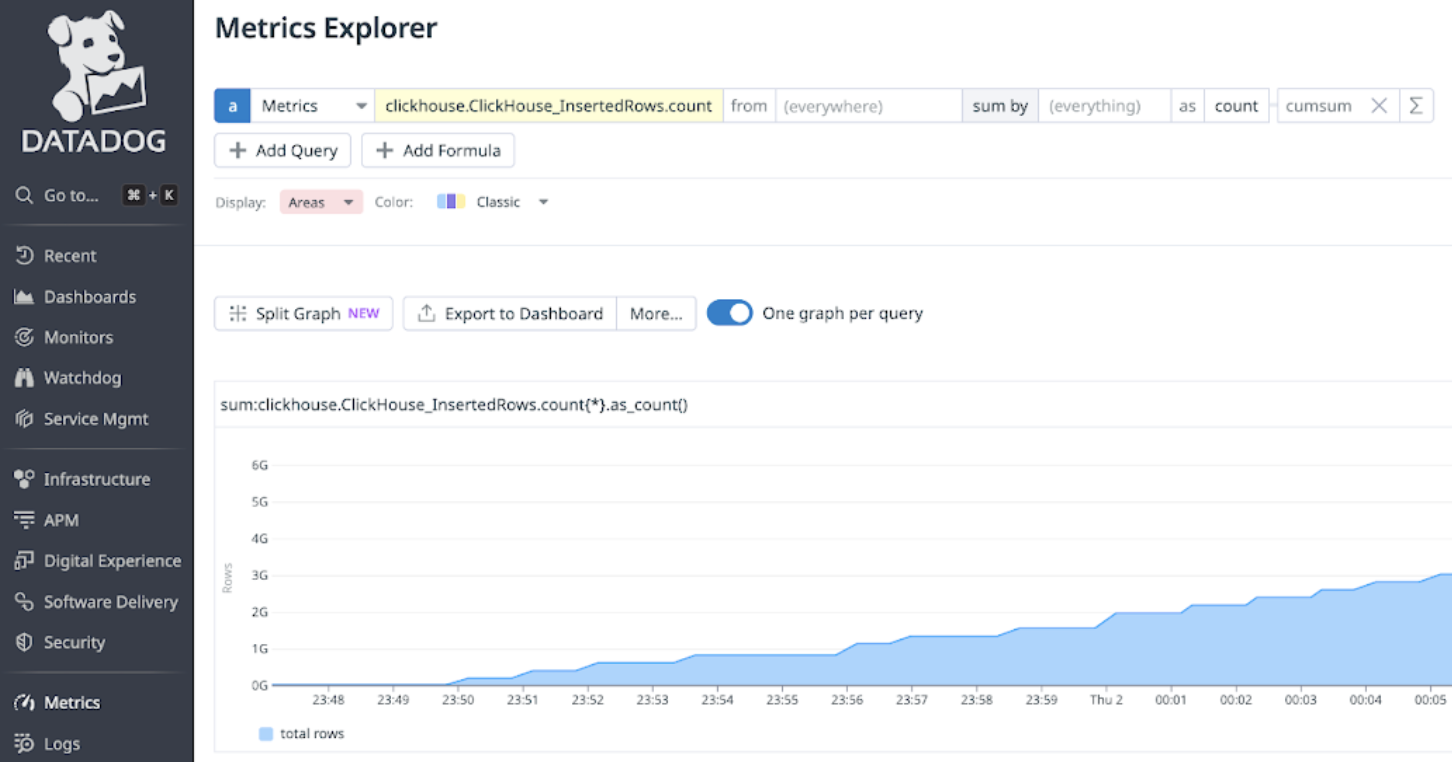 DATADOG
Go to... ⌘ + K
Recent
Dashboards
Monitors
Watchdog
Service Mgmt
Infrastructure
APM
Digital Experience
Software Delivery
Security
Metrics
Logs
Metrics Explorer
a Metrics clickhouse.ClickHouse_InsertedRows.count from (everywhere) sum by (everything) as count cumsum Σ
+ Add Query + Add Formula
Display: Areas Color: Classic
Split Graph NEW Export to Dashboard More... One graph per query
sum:clickhouse.ClickHouse_InsertedRows.count{*}.as_count()
6G
5G
4G
3G
2G
1G
0G
Rows
23:48 23:49 23:50 23:51 23:52 23:53 23:54 23:55 23:56 23:57 23:58 23:59 Thu 2 00:01 00:02 00:03 00:04 00:05
total rows